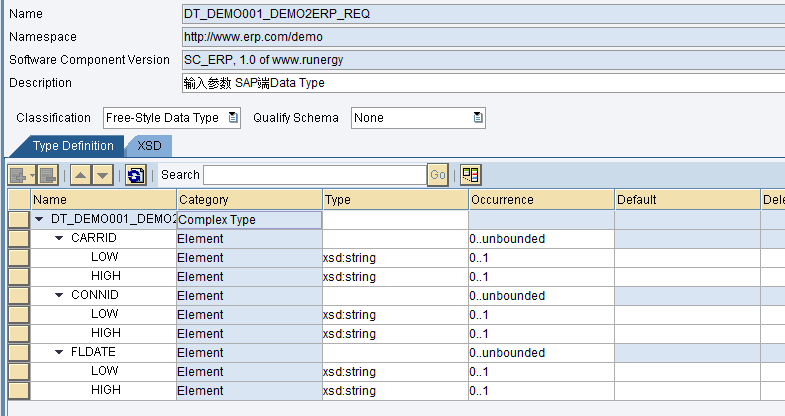 Name DT_DEMO001_DEMO2ERP_REQ
Namespace http://www.erp.com/demo
Software Component Version SC_ERP, 1.0 of www.runergy
Description 输入参数 SAP端Data Type
Classification Free-Style Data Type Qualify Schema None
Type Definition XSD
Search Go
Name Category Type Occurrence Default Dele
DT_DEMO001_DEMO2 Complex Type
CARRID Element 0..unbounded
LOW Element xsd:string 0..1
HIGH Element xsd:string 0..1
CONNID Element 0..unbounded
LOW Element xsd:string 0..1
HIGH Element xsd:string 0..1
FLDATE Element 0..unbounded
LOW Element xsd:string 0..1
HIGH Element xsd:string 0..1